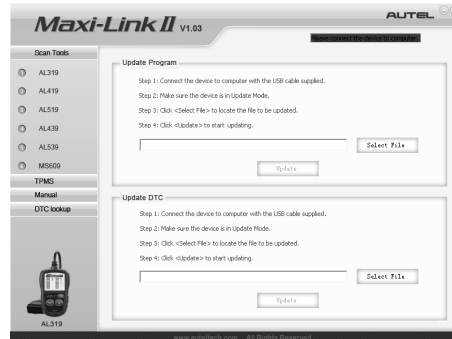 Maxi-Link II V1.03
AUTEL
Please connect the device to computer.
Scan Tools
AL319
AL419
AL519
AL439
AL539
MS609
TPMS
Manual
DTC lookup
AL319
Update Program
Step 1: Connect the device to computer with the USB cable supplied.
Step 2: Make sure the device is in Update Mode.
Step 3: Click <Select File> to locate the file to be updated.
Step 4: Click <Update> to start updating.
Select File
Update
Update DTC
Step 1: Connect the device to computer with the USB cable supplied.
Step 2: Make sure the device is in Update Mode.
Step 3: Click <Select File> to locate the file to be updated.
Step 4: Click <Update> to start updating.
Select File
Update
www.auteltech.com All Rights Reserved